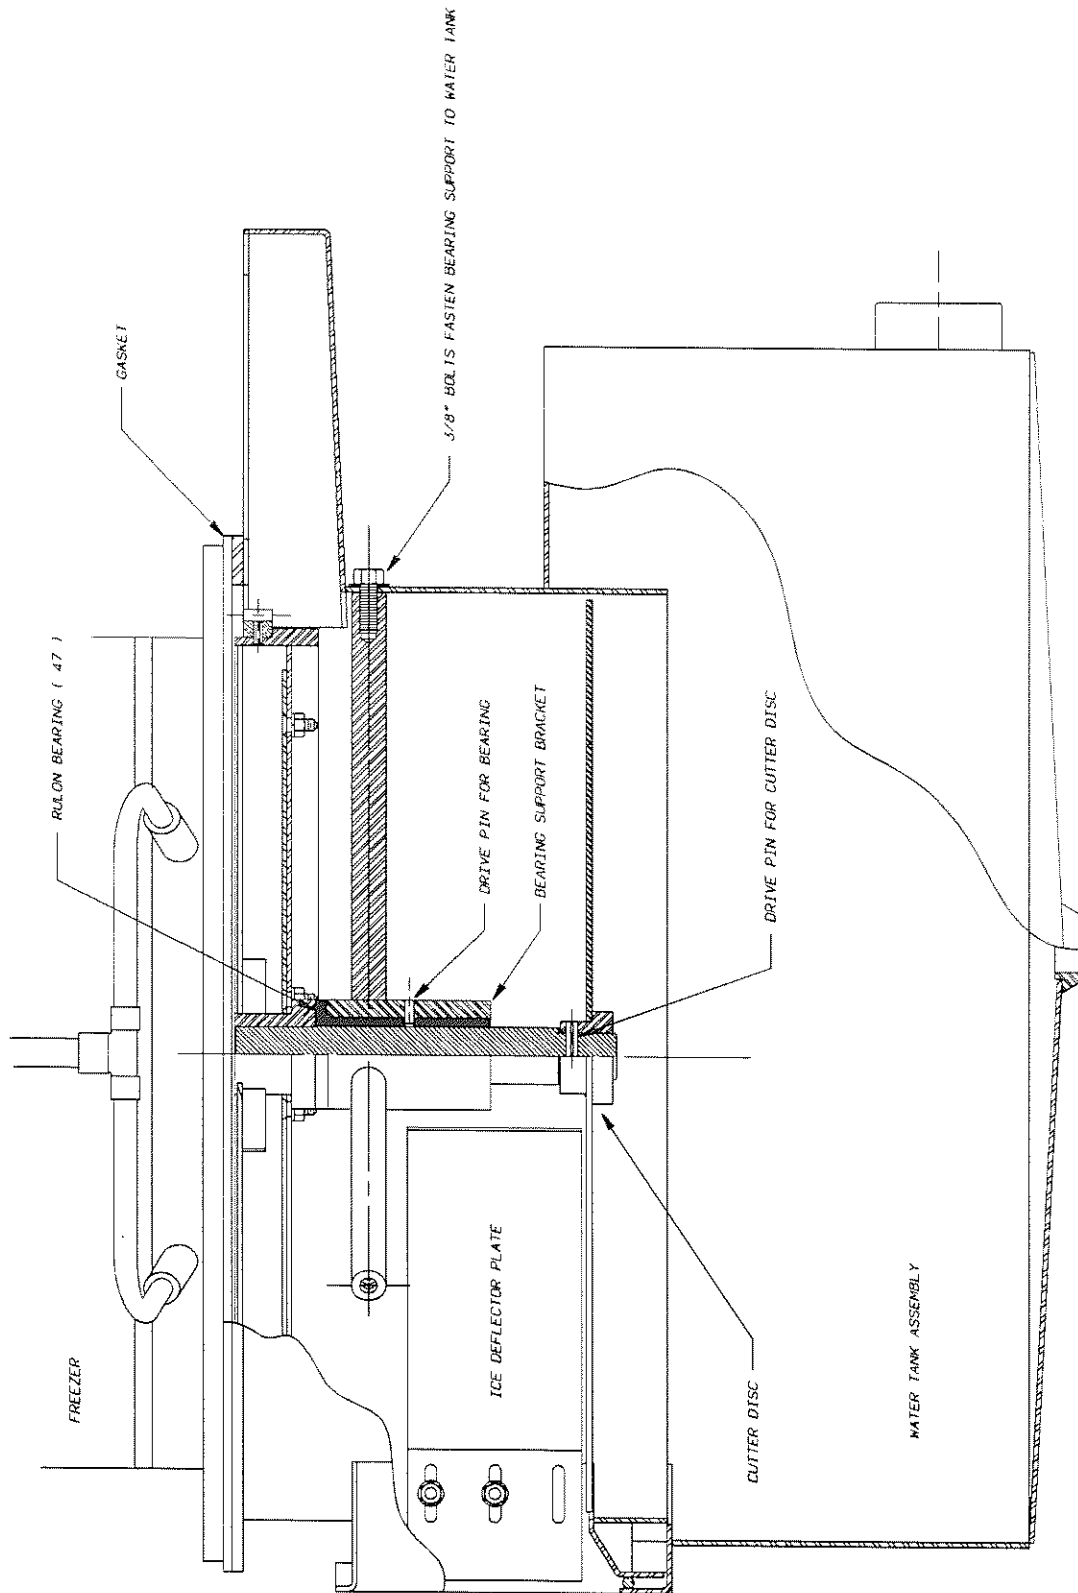 FREEZER
RULON BEARING ( 47 )
GASKET
3/8" BOLTS FASTEN BEARING SUPPORT TO WATER TANK
DRIVE PIN FOR BEARING
BEARING SUPPORT BRACKET
DRIVE PIN FOR CUTTER DISC
ICE DEFLECTOR PLATE
CUTTER DISC
WATER TANK ASSEMBLY